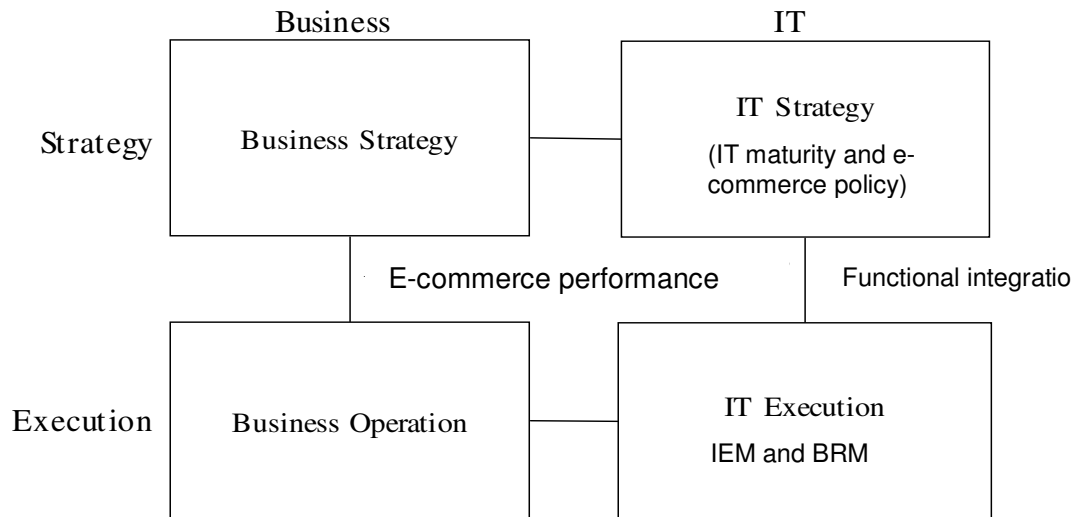 Business
IT
Strategy
Business Strategy
IT Strategy
(IT maturity and e-
commerce policy)
E-commerce performance
Functional integratio
Execution
Business Operation
IT Execution
IEM and BRM